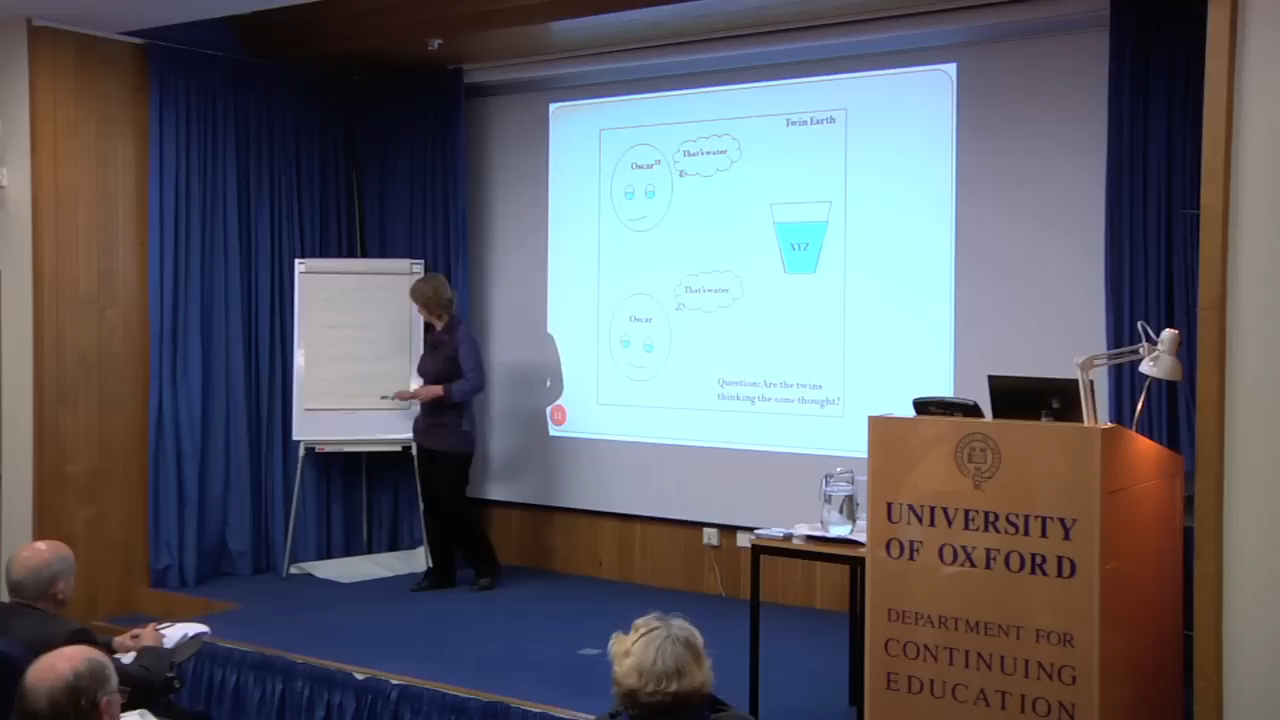 Twin Earth
That's water
Oscar
XYZ
That's water
Oscar
Question: Are the twins
thinking the same thought?
11
UNIVERSITY
OF OXFORD
DEPARTMENT FOR
CONTINUING
EDUCATION